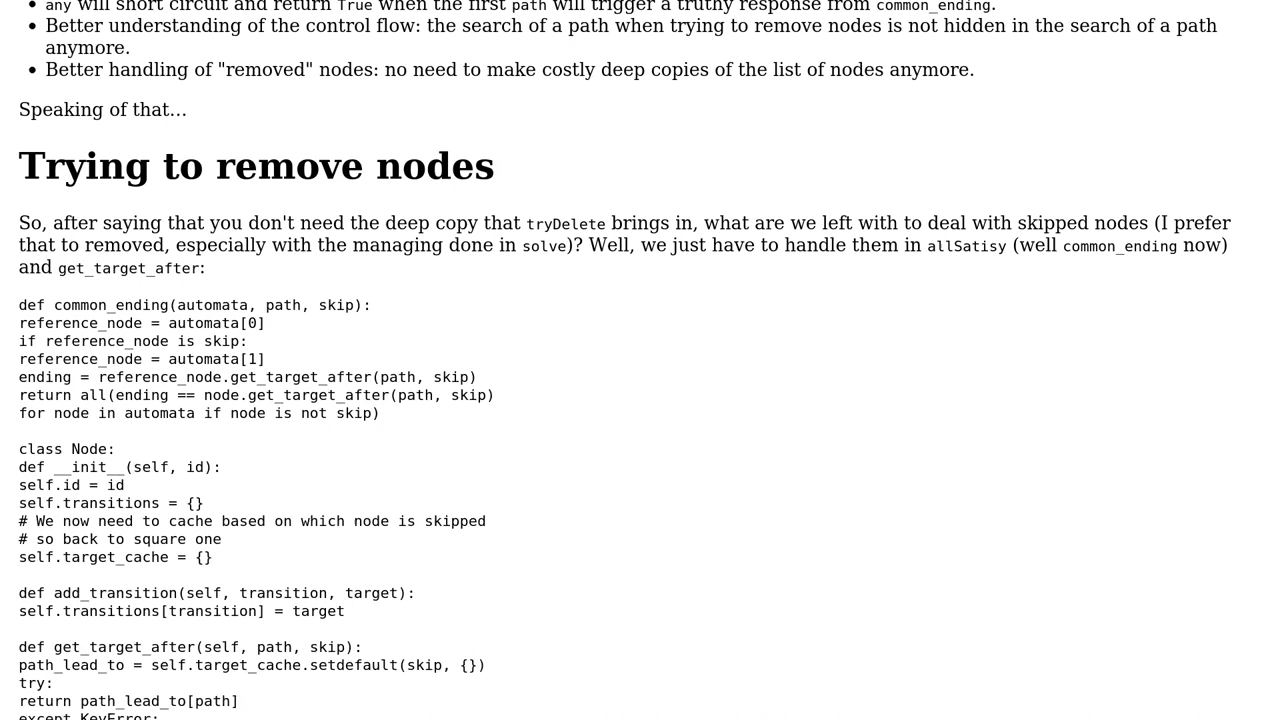 any will short circuit and return True when the first path will trigger a truthy response from common_ending.
Better understanding of the control flow: the search of a path when trying to remove nodes is not hidden in the search of a path
anymore.
Better handling of "removed" nodes: no need to make costly deep copies of the list of nodes anymore.
Speaking of that…
Trying to remove nodes
So, after saying that you don't need the deep copy that tryDelete brings in, what are we left with to deal with skipped nodes (I prefer
that to removed, especially with the managing done in solve)? Well, we just have to handle them in allSatisy (well common_ending now)
and get_target_after:
def common_ending(automata, path, skip):
reference_node = automata[0]
if reference_node is skip:
reference_node = automata[1]
ending = reference_node.get_target_after(path, skip)
return all(ending == node.get_target_after(path, skip)
for node in automata if node is not skip)
class Node:
def __init__(self, id):
self.id = id
self.transitions = {}
# We now need to cache based on which node is skipped
# so back to square one
self.target_cache = {}
def add_transition(self, transition, target):
self.transitions[transition] = target
def get_target_after(self, path, skip):
path_lead_to = self.target_cache.setdefault(skip, {})
try:
return path_lead_to[path]
except KeyError: